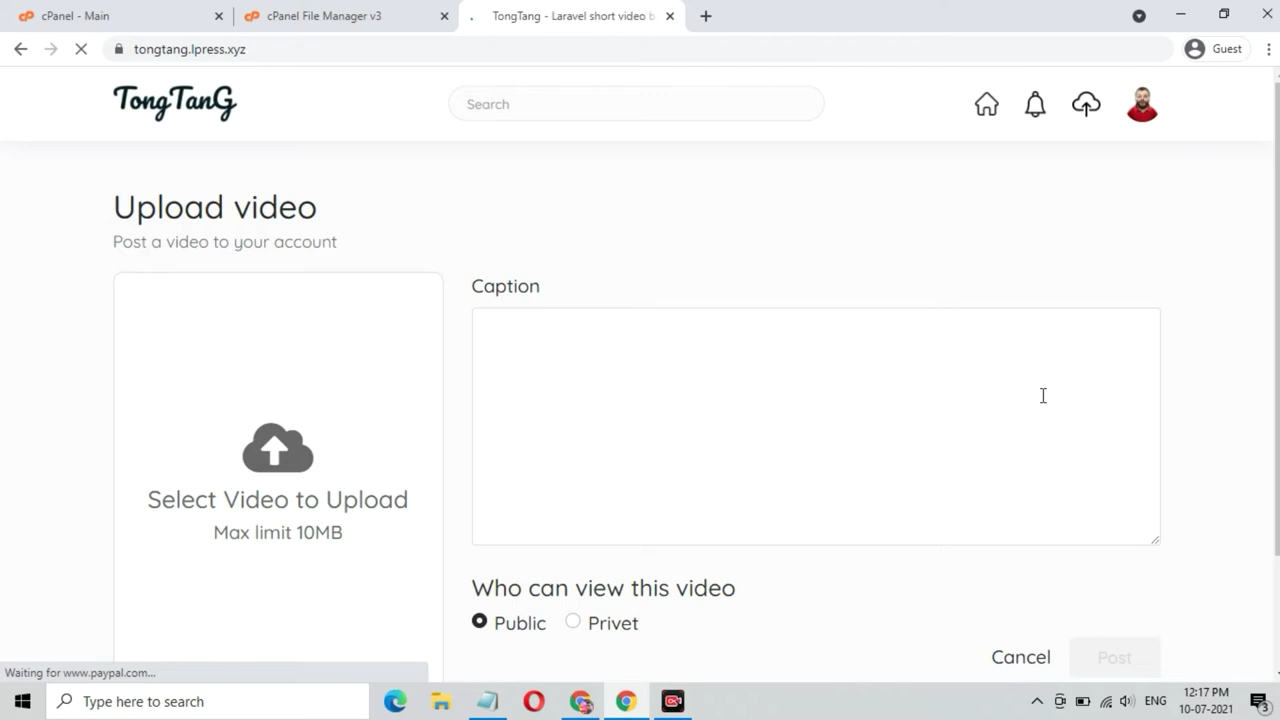 cPanel - Main
cPanel File Manager v3
TongTang - Laravel short video b
tongtang.lpress.xyz
Guest
TongTanG
Search
Upload video
Post a video to your account
Caption
Select Video to Upload
Max limit 10MB
Who can view this video
Public
Privet
Cancel
Post
Waiting for www.paypal.com...
Type here to search
ENG
12:17 PM
10-07-2021
3